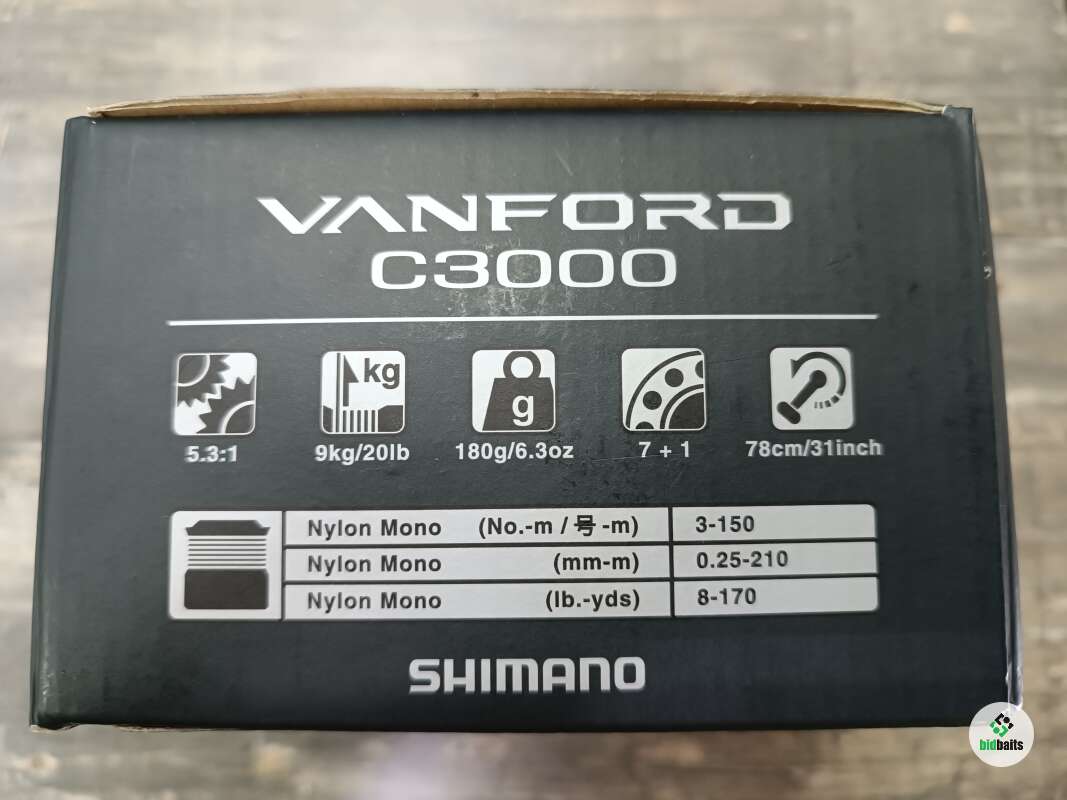 VANFORD
C3000
kg
g
5.3:1 9kg/20lb 180g/6.3oz 7 + 1 78cm/31inch
Nylon Mono (No.-m / 号 -m) 3-150
Nylon Mono (mm-m) 0.25-210
Nylon Mono (lb.-yds) 8-170
SHIMANO
bidbaits